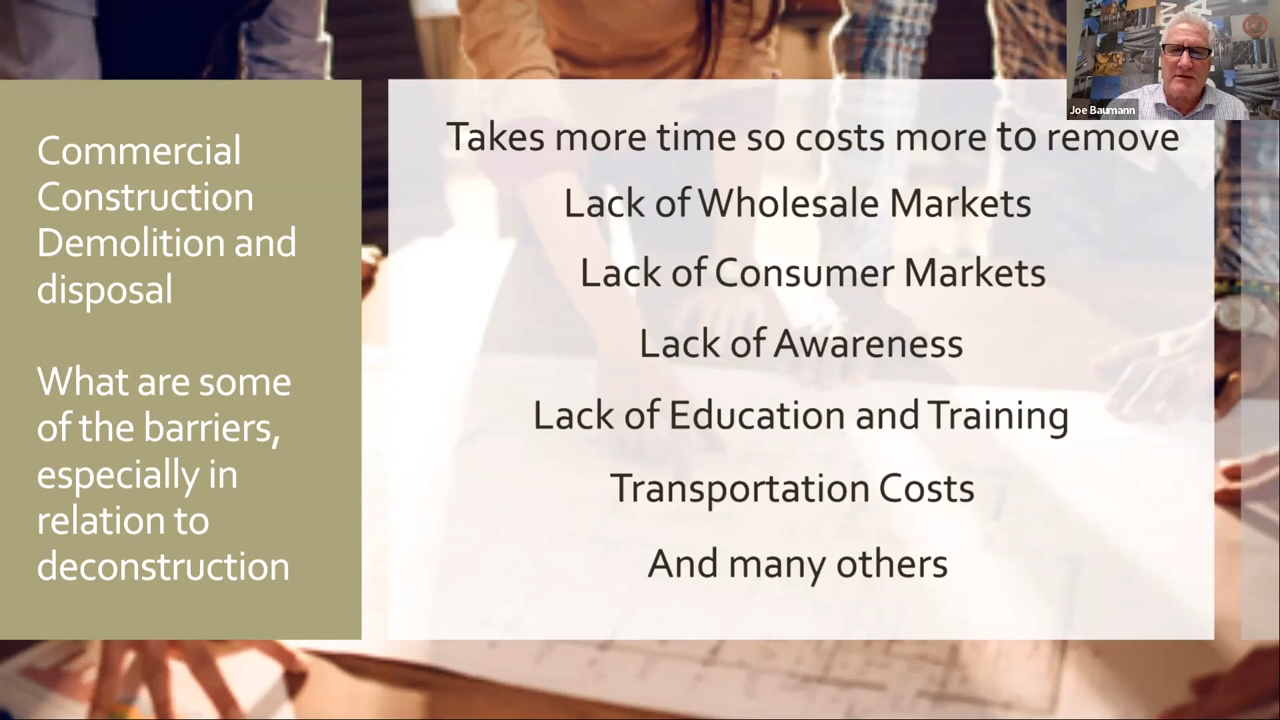 Commercial
Construction
Demolition and
disposal
What are some
of the barriers,
especially in
relation to
deconstruction
Takes more time so costs more to remove
Lack of Wholesale Markets
Lack of Consumer Markets
Lack of Awareness
Lack of Education and Training
Transportation Costs
And many others
Joe Baumann